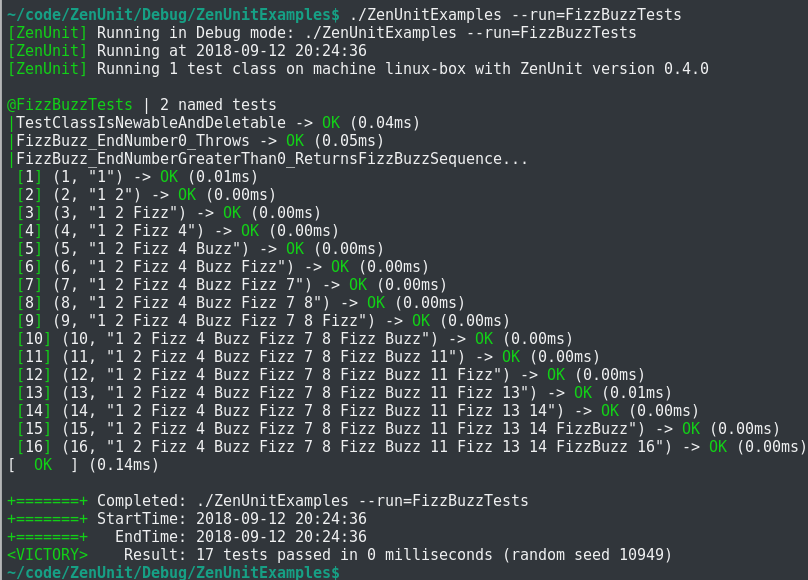 ~/code/ZenUnit/Debug/ZenUnitExamples$ ./ZenUnitExamples --run=FizzBuzzTests
[ZenUnit] Running in Debug mode: ./ZenUnitExamples --run=FizzBuzzTests
[ZenUnit] Running at 2018-09-12 20:24:36
[ZenUnit] Running 1 test class on machine linux-box with ZenUnit version 0.4.0
@FizzBuzzTests | 2 named tests
|TestClassIsNewableAndDeletable -> OK (0.04ms)
|FizzBuzz_EndNumber0_Throws -> OK (0.05ms)
|FizzBuzz_EndNumberGreaterThan0_ReturnsFizzBuzzSequence...
[1] (1, "1") -> OK (0.01ms)
[2] (2, "1 2") -> OK (0.00ms)
[3] (3, "1 2 Fizz") -> OK (0.00ms)
[4] (4, "1 2 Fizz 4") -> OK (0.00ms)
[5] (5, "1 2 Fizz 4 Buzz") -> OK (0.00ms)
[6] (6, "1 2 Fizz 4 Buzz Fizz") -> OK (0.00ms)
[7] (7, "1 2 Fizz 4 Buzz Fizz 7") -> OK (0.00ms)
[8] (8, "1 2 Fizz 4 Buzz Fizz 7 8") -> OK (0.00ms)
[9] (9, "1 2 Fizz 4 Buzz Fizz 7 8 Fizz") -> OK (0.00ms)
[10] (10, "1 2 Fizz 4 Buzz Fizz 7 8 Fizz Buzz") -> OK (0.00ms)
[11] (11, "1 2 Fizz 4 Buzz Fizz 7 8 Fizz Buzz 11") -> OK (0.00ms)
[12] (12, "1 2 Fizz 4 Buzz Fizz 7 8 Fizz Buzz 11 Fizz") -> OK (0.00ms)
[13] (13, "1 2 Fizz 4 Buzz Fizz 7 8 Fizz Buzz 11 Fizz 13") -> OK (0.01ms)
[14] (14, "1 2 Fizz 4 Buzz Fizz 7 8 Fizz Buzz 11 Fizz 13 14") -> OK (0.00ms)
[15] (15, "1 2 Fizz 4 Buzz Fizz 7 8 Fizz Buzz 11 Fizz 13 14 FizzBuzz") -> OK (0.00ms)
[16] (16, "1 2 Fizz 4 Buzz Fizz 7 8 Fizz Buzz 11 Fizz 13 14 FizzBuzz 16") -> OK (0.00ms)
[  OK  ] (0.14ms)
+=======+ Completed: ./ZenUnitExamples --run=FizzBuzzTests
+=======+ StartTime: 2018-09-12 20:24:36
+=======+   EndTime: 2018-09-12 20:24:36
<VICTORY>    Result: 17 tests passed in 0 milliseconds (random seed 10949)
~/code/ZenUnit/Debug/ZenUnitExamples$